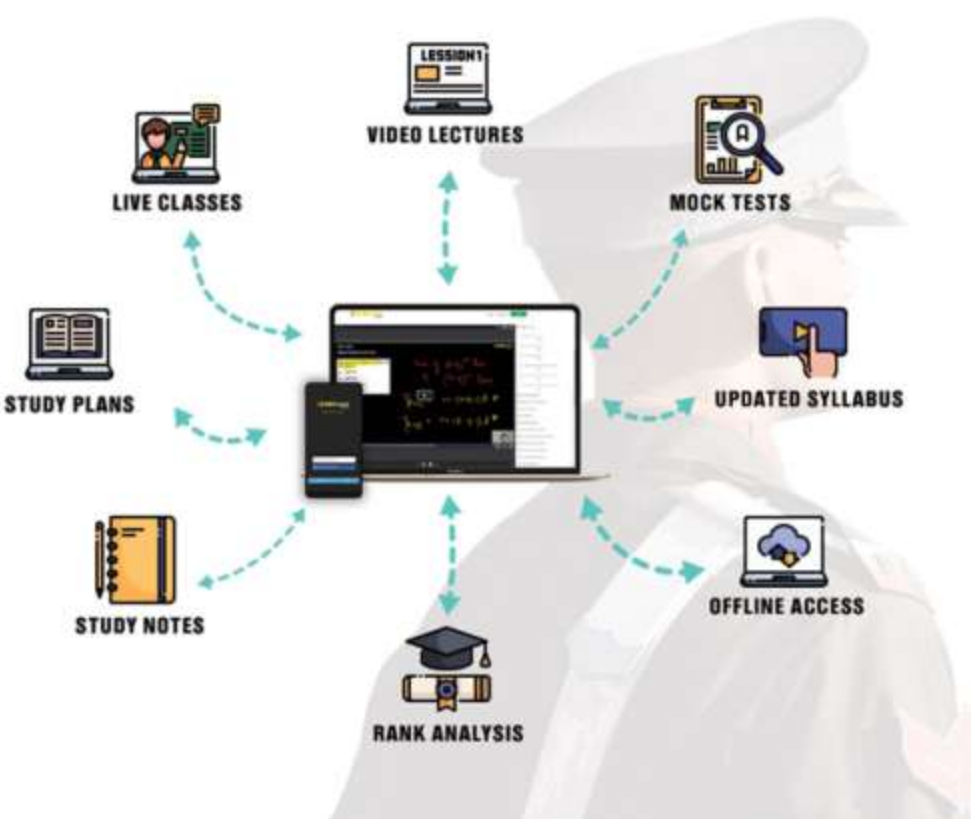 LESSION1
VIDEO LECTURES
LIVE CLASSES
MOCK TESTS
A
STUDY PLANS
UPDATED SYLLABUS
STUDY NOTES
OFFLINE ACCESS
RANK ANALYSIS